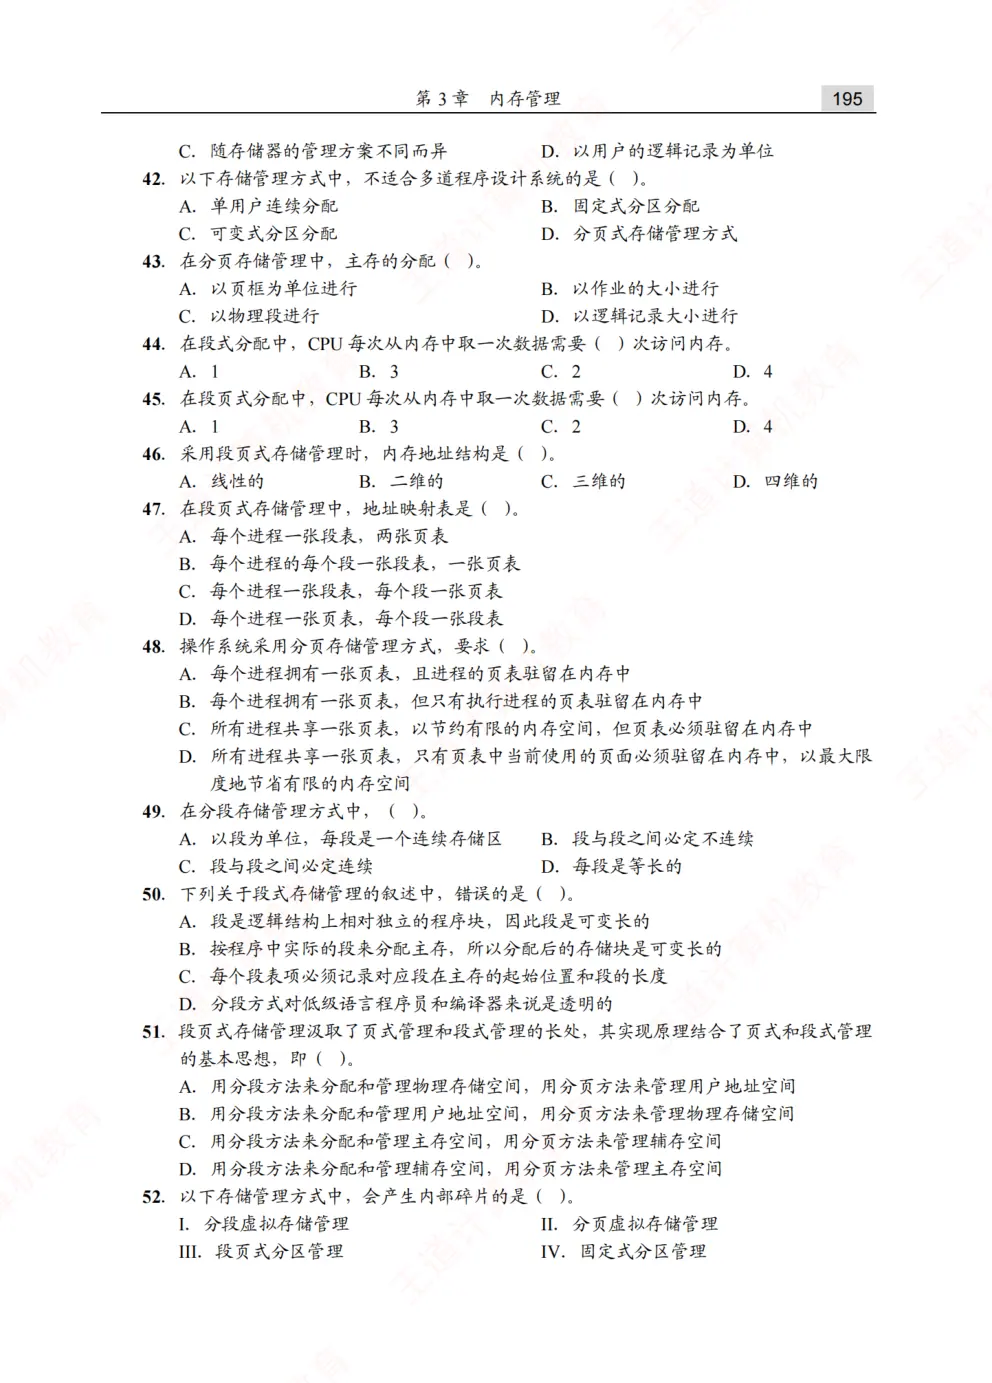 第 3 章 内存管理 195
C. 随存储器的管理方案不同而异 D. 以用户的逻辑记录为单位
42. 以下存储管理方式中，不适合多道程序设计系统的是（ ）。
A. 单用户连续分配 B. 固定式分区分配
C. 可变式分区分配 D. 分页式存储管理方式
43. 在分页存储管理中，主存的分配（ ）。
A. 以页框为单位进行 B. 以作业的大小进行
C. 以物理段进行 D. 以逻辑记录大小进行
44. 在段式分配中，CPU 每次从内存中取一次数据需要（ ）次访问内存。
A. 1 B. 3 C. 2 D. 4
45. 在段页式分配中，CPU 每次从内存中取一次数据需要（ ）次访问内存。
A. 1 B. 3 C. 2 D. 4
46. 采用段页式存储管理时，内存地址结构是（ ）。
A. 线性的 B. 二维的 C. 三维的 D. 四维的
47. 在段页式存储管理中，地址映射表是（ ）。
A. 每个进程一张段表，两张页表
B. 每个进程的每个段一张段表，一张页表
C. 每个进程一张段表，每个段一张页表
D. 每个进程一张页表，每个段一张段表
48. 操作系统采用分页存储管理方式，要求（ ）。
A. 每个进程拥有一张页表，且进程的页表驻留在内存中
B. 每个进程拥有一张页表，但只有执行进程的页表驻留在内存中
C. 所有进程共享一张页表，以节约有限的内存空间，但页表必须驻留在内存中
D. 所有进程共享一张页表，只有页表中当前使用的页面必须驻留在内存中，以最大限
度地节省有限的内存空间
49. 在分段存储管理方式中，（ ）。
A. 以段为单位，每段是一个连续存储区 B. 段与段之间必定不连续
C. 段与段之间必定连续 D. 每段是等长的
50. 下列关于段式存储管理的叙述中，错误的是（ ）。
A. 段是逻辑结构上相对独立的程序块，因此段是可变长的
B. 按程序中实际的段来分配主存，所以分配后的存储块是可变长的
C. 每个段表项必须记录对应段在主存的起始位置和段的长度
D. 分段方式对低级语言程序员和编译器来说是透明的
51. 段页式存储管理汲取了页式管理和段式管理的长处，其实现原理结合了页式和段式管理
的基本思想，即（ ）。
A. 用分段方法来分配和管理物理存储空间，用分页方法来管理用户地址空间
B. 用分段方法来分配和管理用户地址空间，用分页方法来管理物理存储空间
C. 用分段方法来分配和管理主存空间，用分页方法来管理辅存空间
D. 用分段方法来分配和管理辅存空间，用分页方法来管理主存空间
52. 以下存储管理方式中，会产生内部碎片的是（ ）。
I. 分段虚拟存储管理 II. 分页虚拟存储管理
III. 段页式分区管理 IV. 固定式分区管理